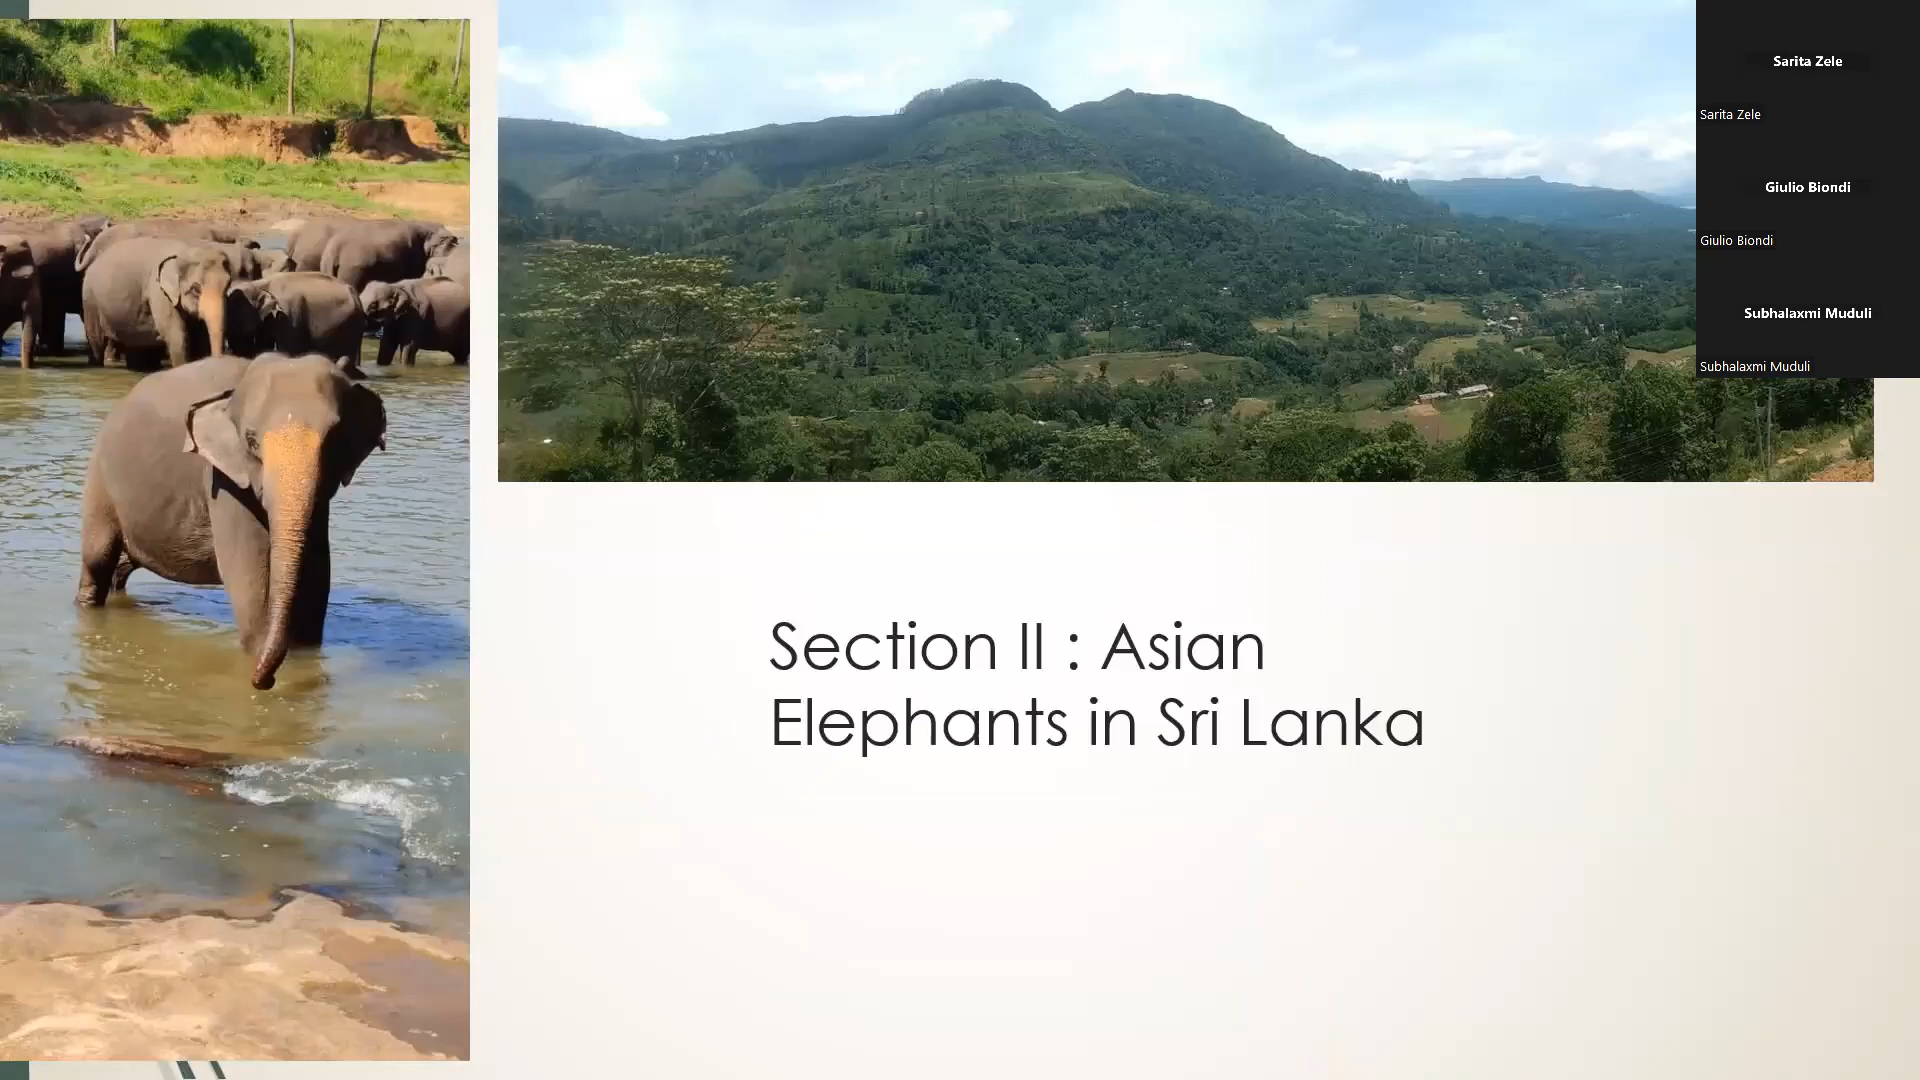 Sarita Zele
Sarita Zele
Giulio Biondi
Giulio Biondi
Subhalaxmi Muduli
Subhalaxmi Muduli
Section II : Asian
Elephants in Sri Lanka